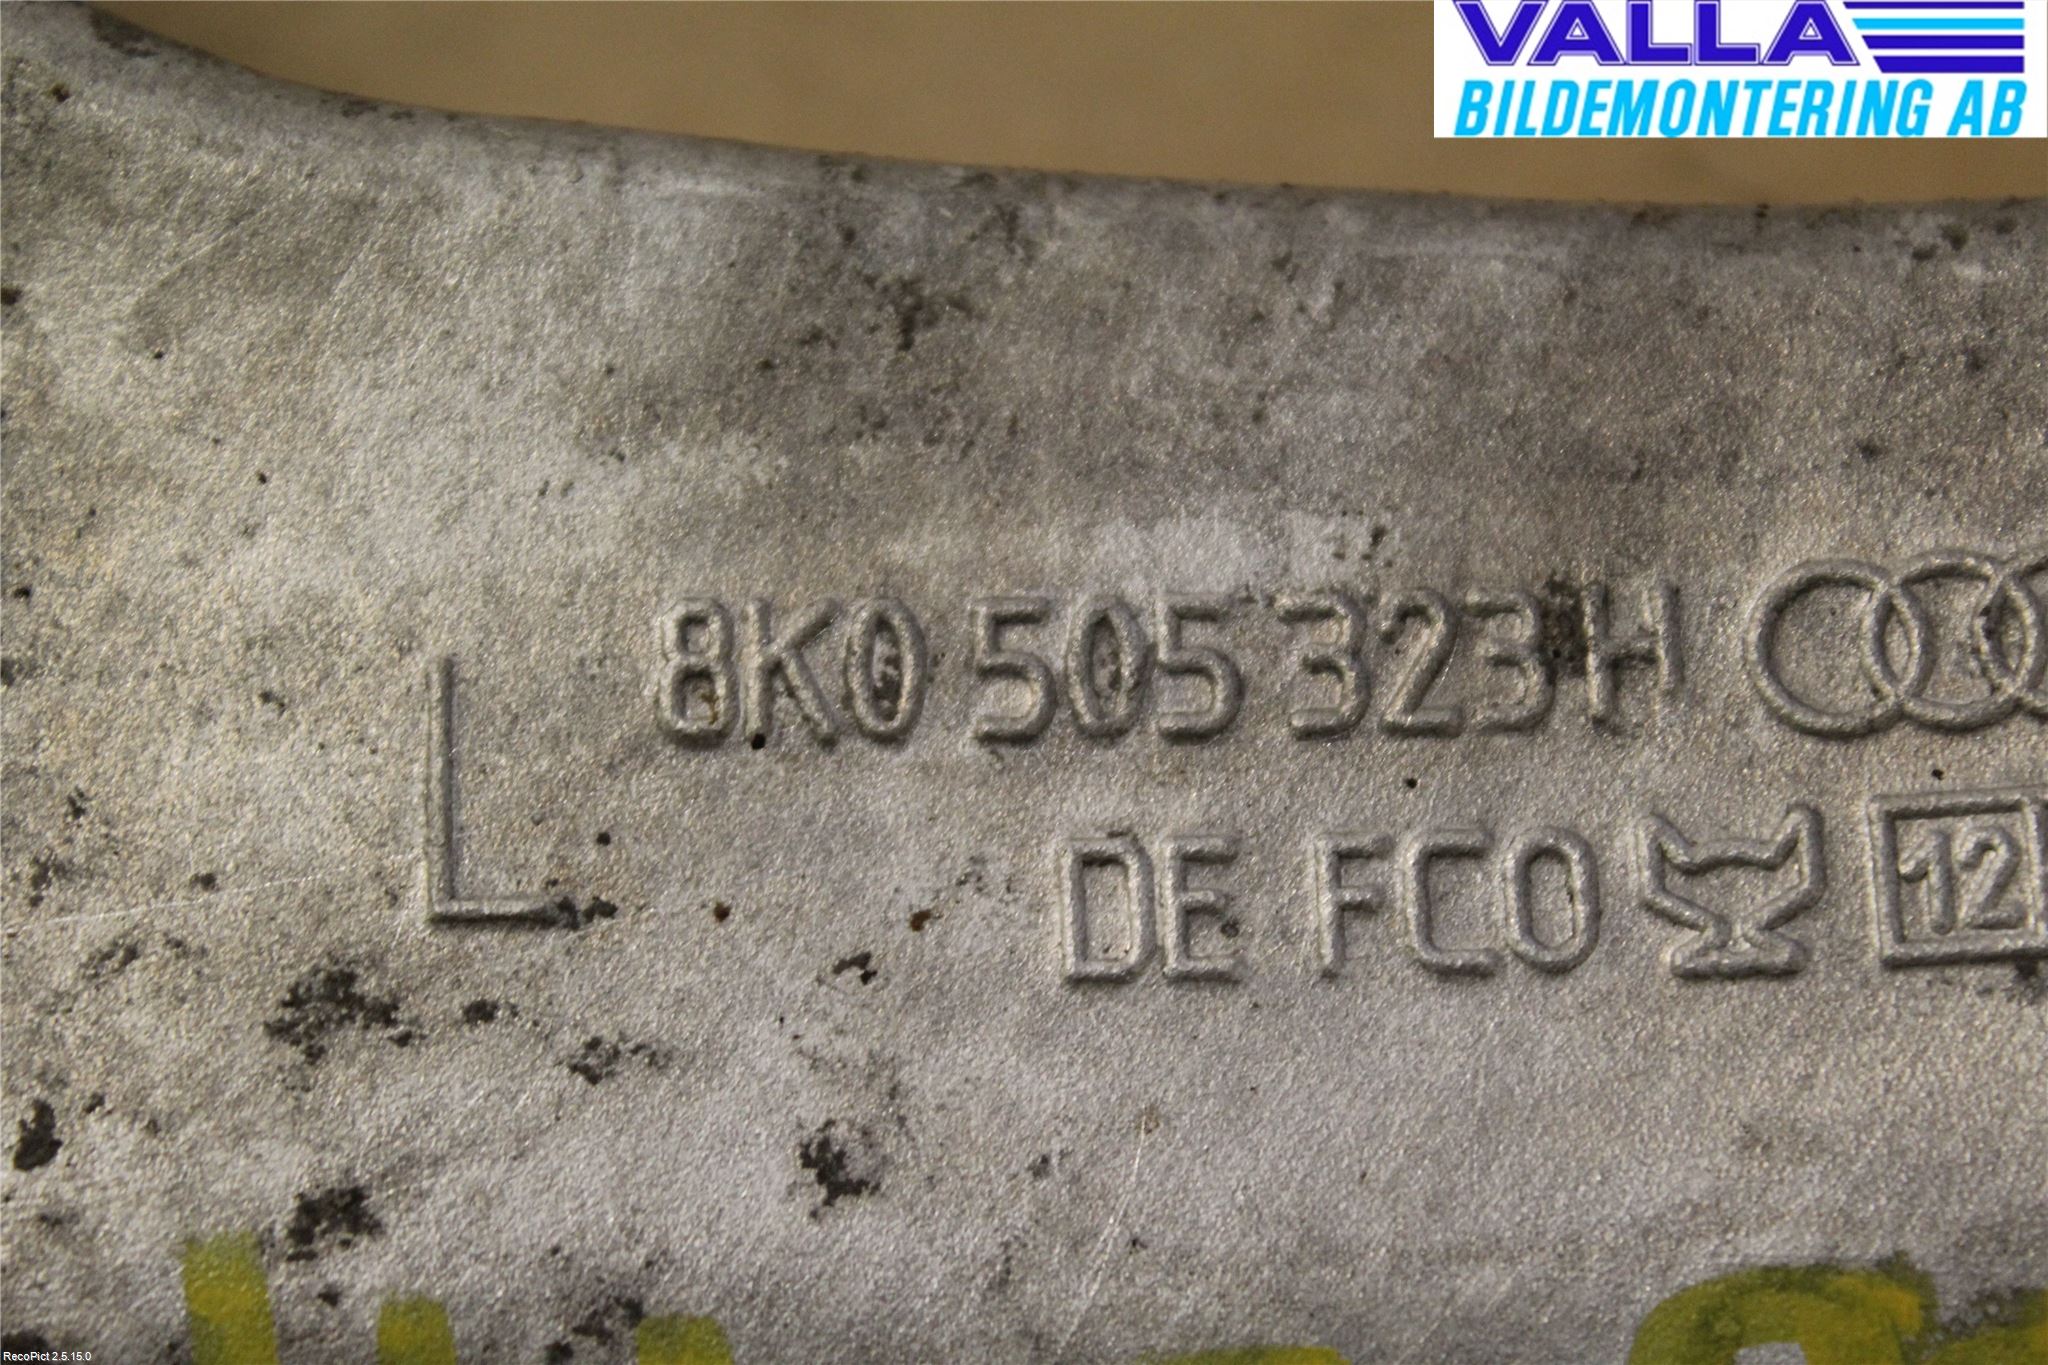 VALLA
BILDEMONTERING AB
8K0 505 323 H
L
DE FCO 12
RecoPict 2.5.15.0